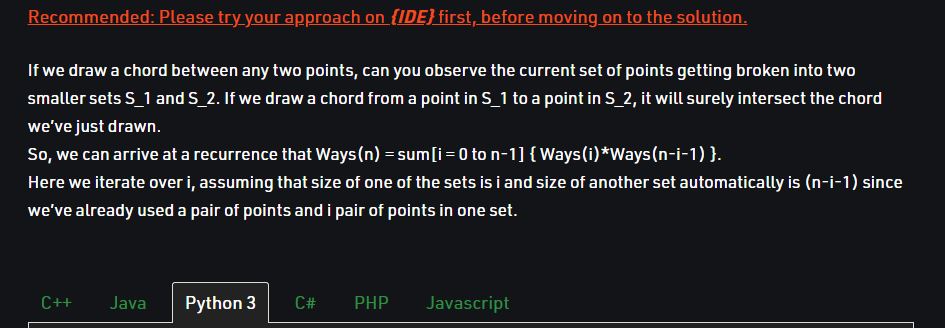 Recommended: Please try your approach on {IDE} first, before moving on to the solution.
If we draw a chord between any two points, can you observe the current set of points getting broken into two
smaller sets S_1 and S_2. If we draw a chord from a point in S_1 to a point in S_2, it will surely intersect the chord
we've just drawn.
So, we can arrive at a recurrence that Ways(n) = sum[i = 0 to n-1] { Ways(i)*Ways(n-i-1) }.
Here we iterate over i, assuming that size of one of the sets is i and size of another set automatically is (n-i-1) since
we've already used a pair of points and i pair of points in one set.
C++ Java Python 3 C# PHP Javascript